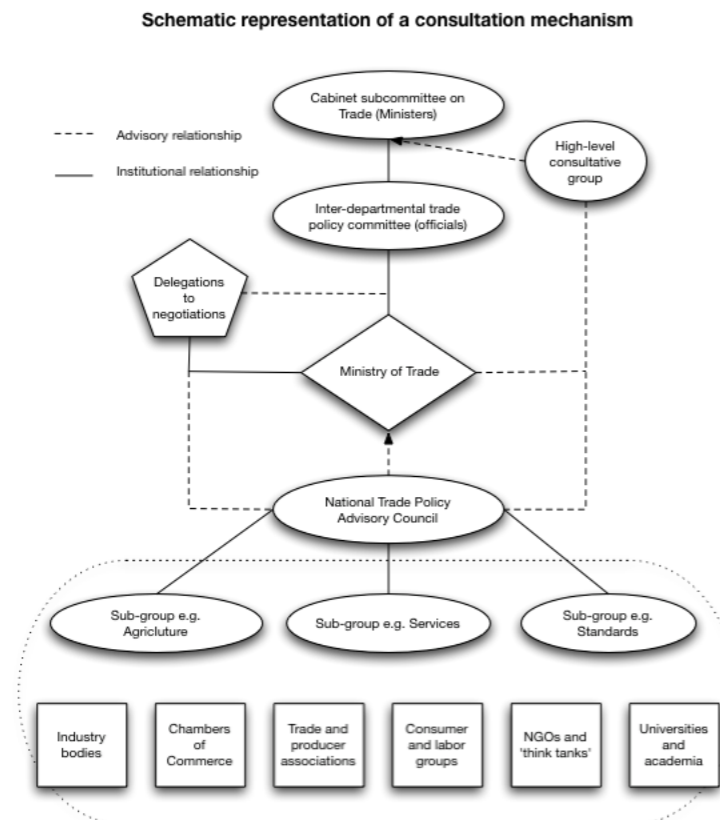 Schematic representation of a consultation mechanism
Cabinet subcommittee on
Trade (Ministers)
Advisory relationship
Institutional relationship
High-level
consultative
group
Inter-departmental trade
policy committee (officials)
Delegations
to
negotiations
Ministry of Trade
National Trade Policy
Advisory Council
Sub-group e.g.
Agricluture
Sub-group e.g. Services
Sub-group e.g.
Standards
Industry
bodies
Chambers
of
Commerce
Trade and
producer
associations
Consumer
and labor
groups
NGOs and
'think tanks'
Universities
and
academia